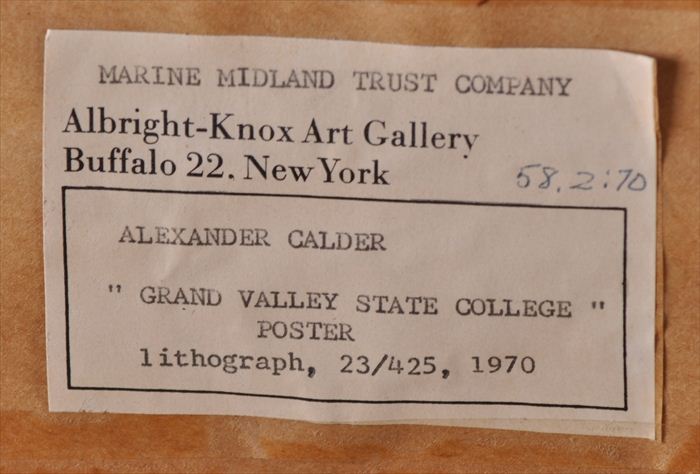 MARINE MIDLAND TRUST COMPANY
Albright-Knox Art Gallery
Buffalo 22. New York
58.2:70
ALEXANDER CALDER
" GRAND VALLEY STATE COLLEGE "
POSTER
lithograph, 23/425, 1970